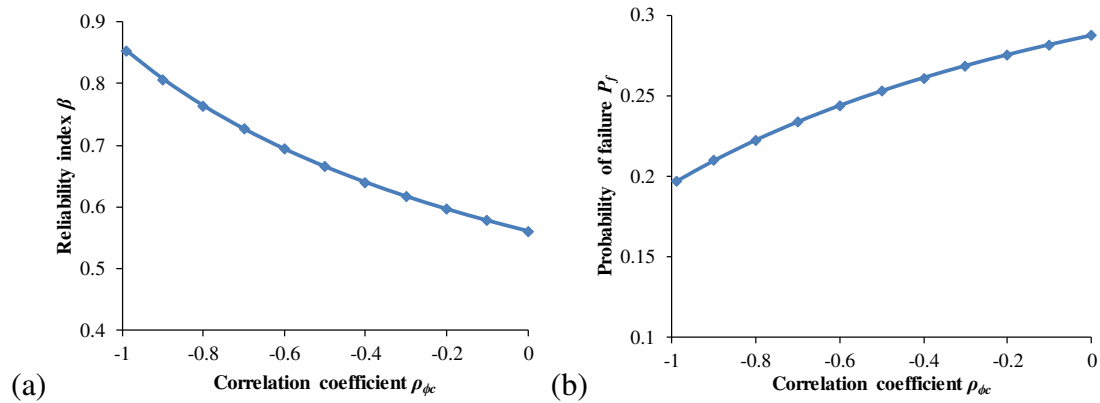 0.9
0.8
0.7
0.6
0.5
0.4
-1 -0.8 -0.6 -0.4 -0.2 0
Reliability index β
Correlation coefficient ρϕc
(a)
0.3
0.25
0.2
0.15
0.1
-1 -0.8 -0.6 -0.4 -0.2 0
Probability of failure Pf
Correlation coefficient ρϕc
(b)